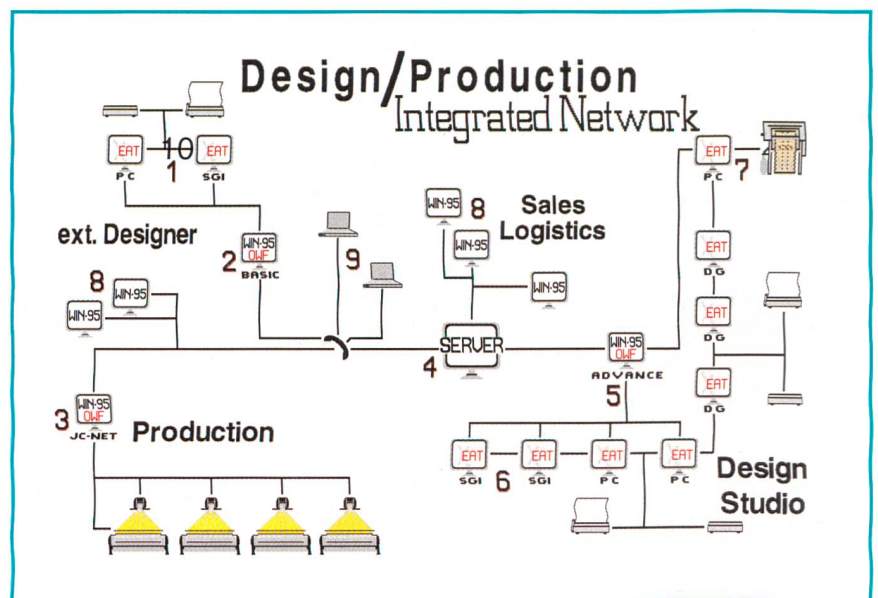 Design/Production
Integrated Network
EAT
PC
10
1
EAT
SGI
ext. Designer
2
WIN-95
OWF
BASIC
9
WIN-95
8
WIN-95
WIN-95
Sales
Logistics
EAT
PC
7
EAT
DG
EAT
DG
EAT
DG
8
WIN-95
WIN-95
SERVER
4
WIN-95
OWF
ADVANCE
5
3
WIN-95
OWF
JC-NET
Production
EAT
SGI
6
EAT
SGI
EAT
PC
EAT
PC
Design
Studio